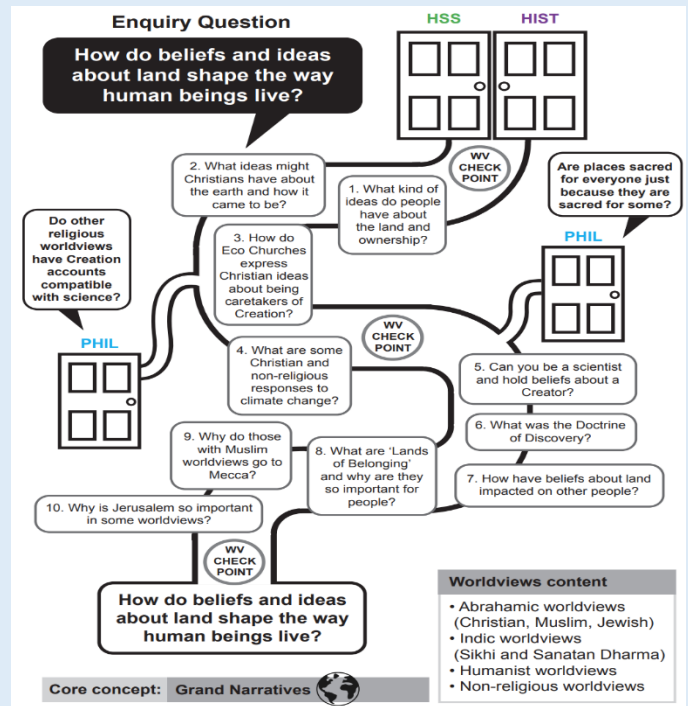 Enquiry Question
How do beliefs and ideas
about land shape the way
human beings live?
HSS
HIST
WV
CHECK
POINT
2. What ideas might
Christians have about
the earth and how it
came to be?
1. What kind of
ideas do people
have about
the land and
ownership?
Are places sacred
for everyone just
because they are
sacred for some?
PHIL
Do other
religious
worldviews
have Creation
accounts
compatible
with science?
PHIL
3. How do
Eco Churches
express
Christian ideas
about being
caretakers of
Creation?
WV
CHECK
POINT
4. What are some
Christian and
non-religious
responses to
climate change?
5. Can you be a scientist
and hold beliefs about a
Creator?
6. What was the Doctrine
of Discovery?
7. How have beliefs about land
impacted on other people?
8. What are ‘Lands
of Belonging’
and why are they
so important for
people?
9. Why do those
with Muslim
worldviews go to
Mecca?
10. Why is Jerusalem so important
in some worldviews?
WV
CHECK
POINT
How do beliefs and ideas
about land shape the way
human beings live?
Worldviews content
• Abrahamic worldviews
(Christian, Muslim, Jewish)
• Indic worldviews
(Sikhi and Sanatan Dharma)
• Humanist worldviews
• Non-religious worldviews
Core concept: Grand Narratives